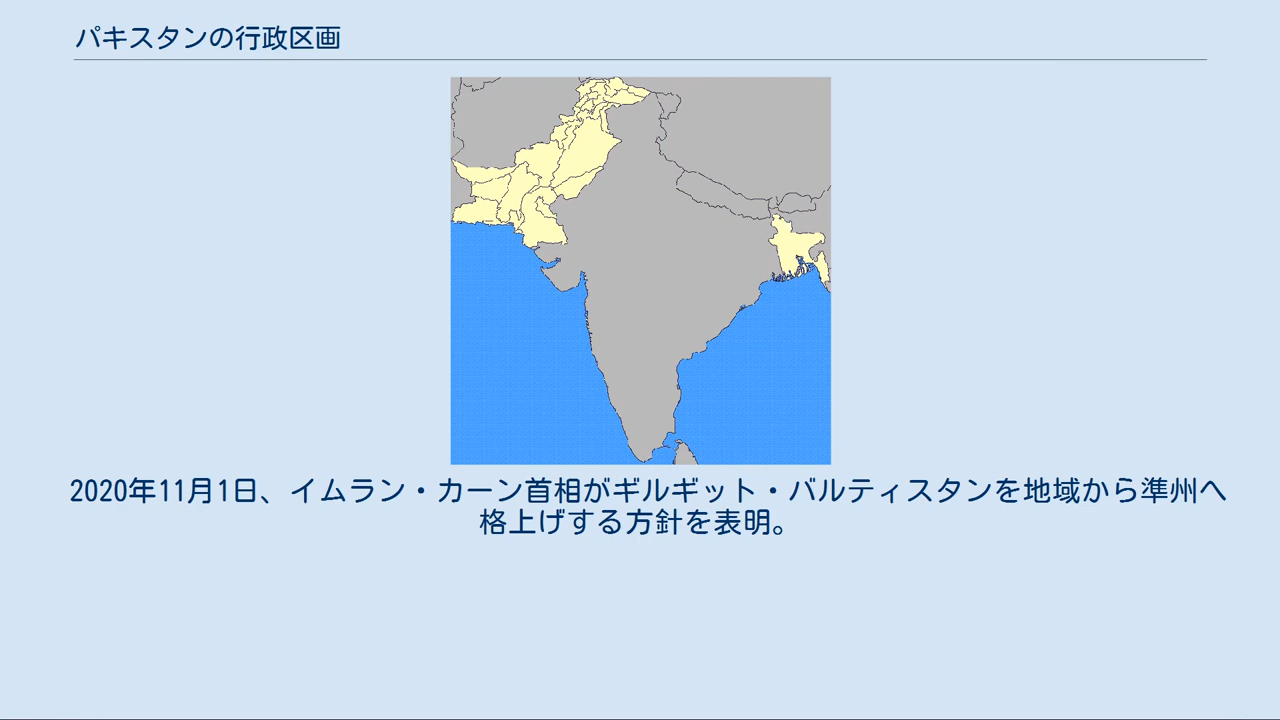 パキスタンの行政区画
2020年11月1日、イムラン・カーン首相がギルギット・バルティスタンを地域から準州へ
格上げする方針を表明。